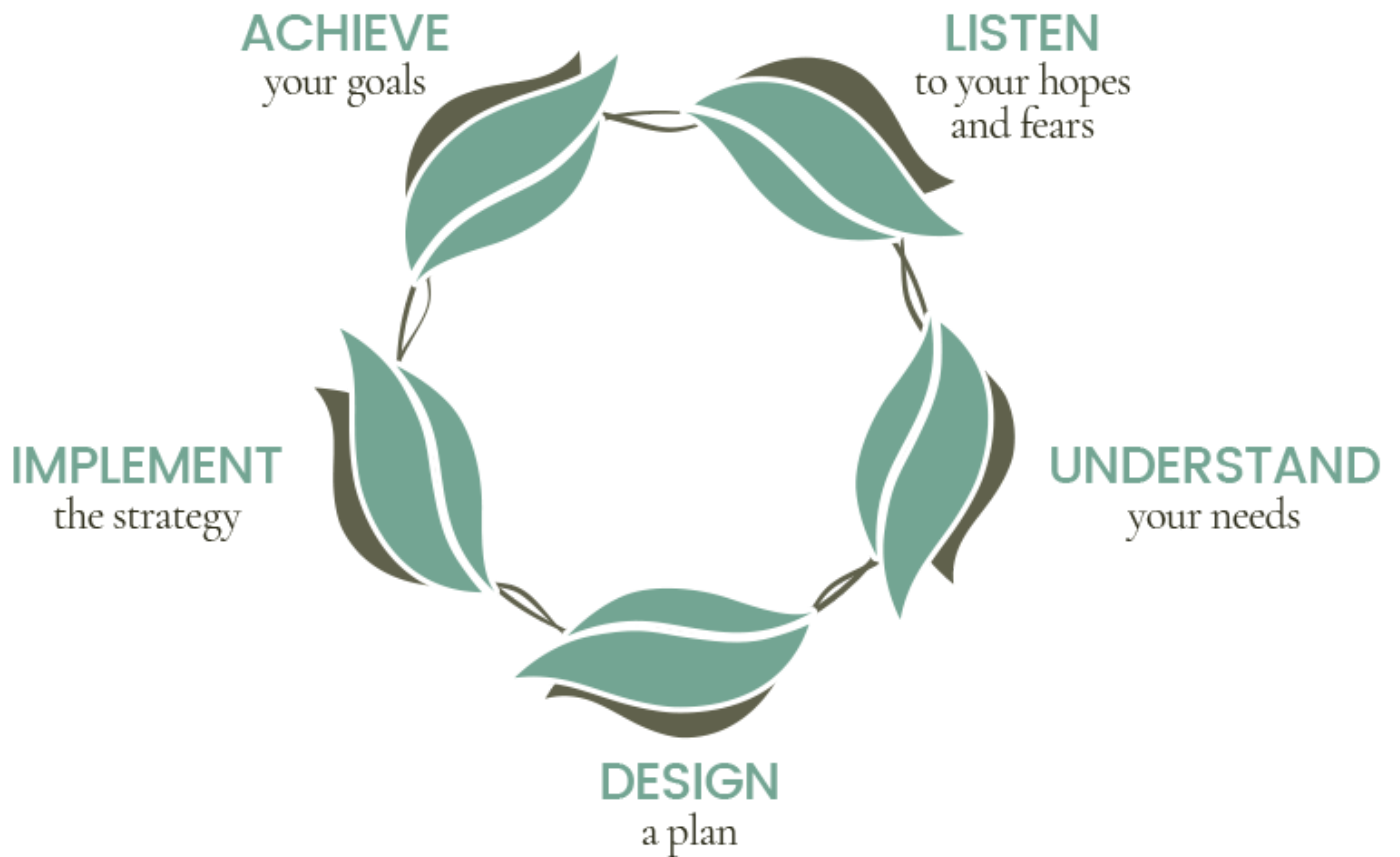 ACHIEVE
your goals
LISTEN
to your hopes
and fears
UNDERSTAND
your needs
DESIGN
a plan
IMPLEMENT
the strategy